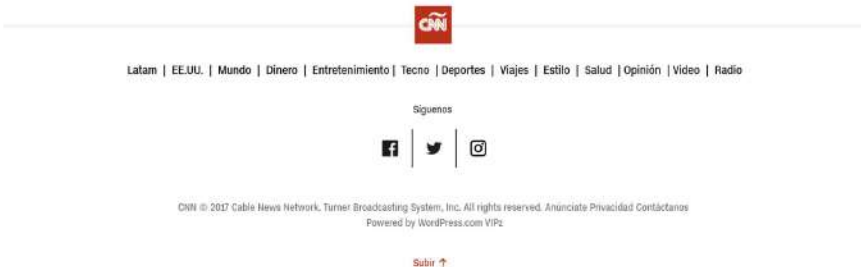 CNN
Latam | EE.UU. | Mundo | Dinero | Entretenimiento | Tecno | Deportes | Viajes | Estilo | Salud | Opinión | Video | Radio
Síguenos
CNN © 2017 Cable News Network. Turner Broadcasting System, Inc. All rights reserved. Anúnciate Privacidad Contáctanos
Powered by WordPress.com VIPz
Subir ↑